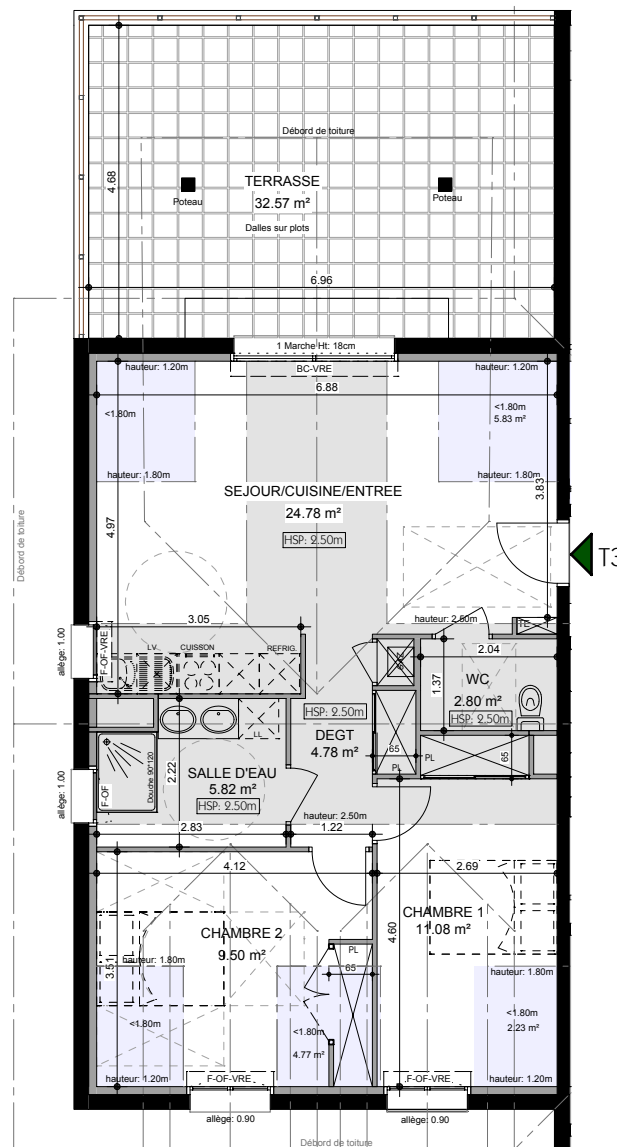 Débord de toiture
4.68
TERRASSE
32.57 m²
Dalles sur plots
Poteau
Poteau
6.96
1 Marche Ht: 18cm
BC-VRE
hauteur: 1.20m
hauteur: 1.20m
6.88
<1.80m
<1.80m
5.83 m²
hauteur: 1.80m
hauteur: 1.80m
3.83
SEJOUR/CUISINE/ENTREE
24.78 m²
HSP: 2.50m
4.97
Débord de toiture
T3
3.05
hauteur: 2.50m
TE
allège: 1.00
F-OF-VRE
LV
CUISSON
REFRIG.
2.04
WC
2.80 m²
HSP: 2.50m
1.37
HSP: 2.50m
DEGT
4.78 m²
LL
65
PL
PL
65
allège: 1.00
F-OF
Douche 90*120
2.22
SALLE D'EAU
5.82 m²
HSP: 2.50m
hauteur: 2.50m
2.83
1.22
4.12
2.69
CHAMBRE 1
11.08 m²
4.60
CHAMBRE 2
9.50 m²
3.51
PL
65
hauteur: 1.80m
hauteur: 1.80m
<1.80m
<1.80m
4.77 m²
<1.80m
2.23 m²
hauteur: 1.20m
F-OF-VRE
F-OF-VRE
hauteur: 1.20m
allège: 0.90
allège: 0.90
Débord de toiture